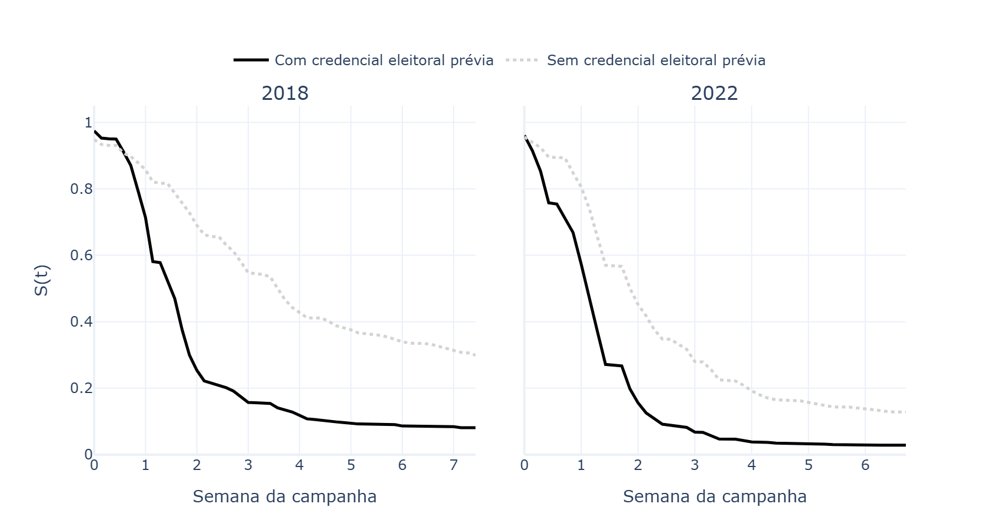 Com credencial eleitoral prévia Sem credencial eleitoral prévia
2018 2022
1
0.8
0.6
S(t)
0.4
0.2
0
0 1 2 3 4 5 6 7 0 1 2 3 4 5 6
Semana da campanha Semana da campanha